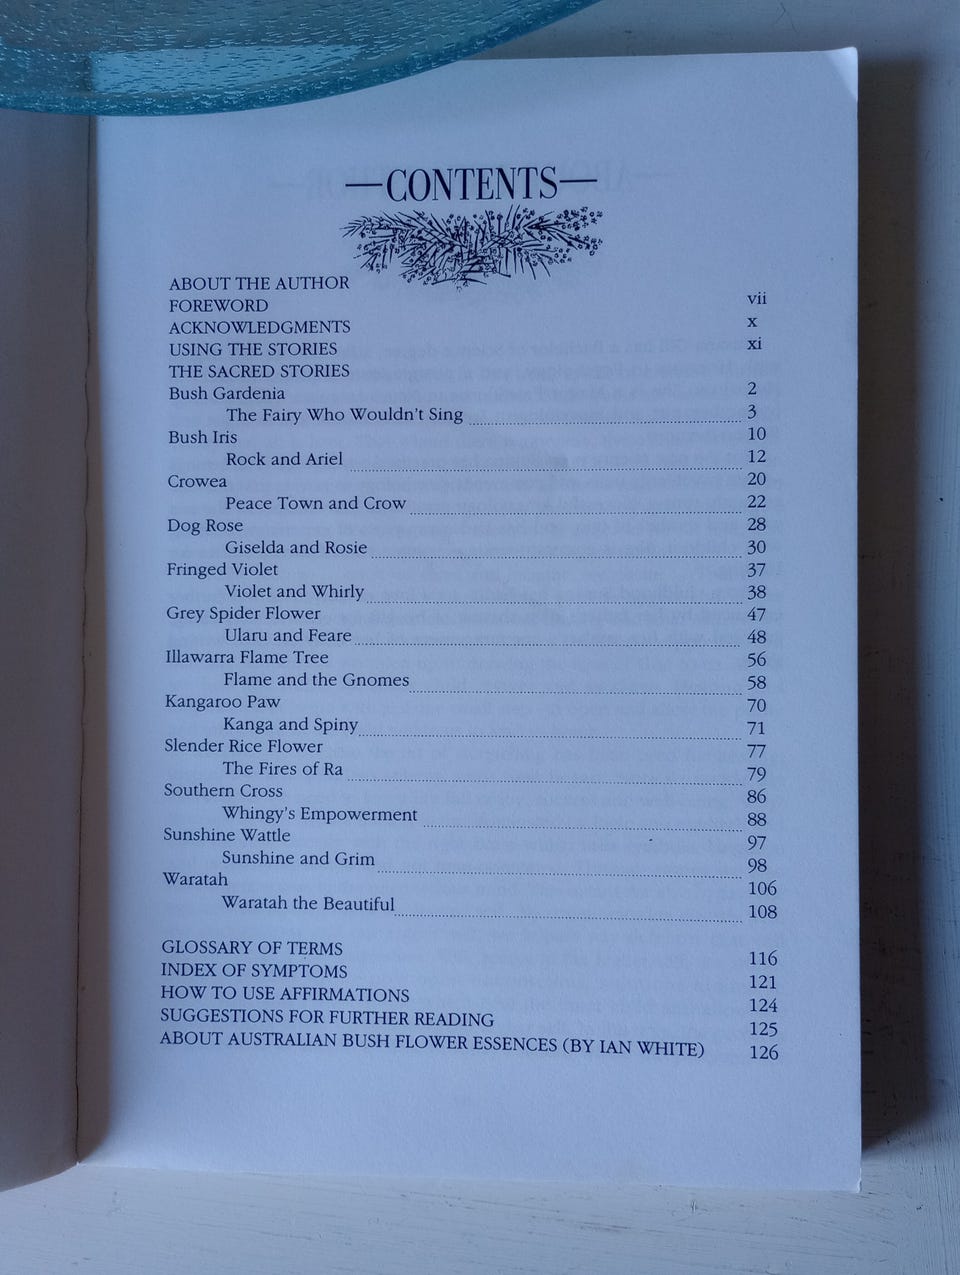 —CONTENTS—
ABOUT THE AUTHOR
FOREWORD vii
ACKNOWLEDGMENTS x
USING THE STORIES xi
THE SACRED STORIES
Bush Gardenia 2
The Fairy Who Wouldn't Sing 3
Bush Iris 10
Rock and Ariel 12
Crowea 20
Peace Town and Crow 22
Dog Rose 28
Giselda and Rosie 30
Fringed Violet 37
Violet and Whirly 38
Grey Spider Flower 47
Ularu and Feare 48
Illawarra Flame Tree 56
Flame and the Gnomes 58
Kangaroo Paw 70
Kanga and Spiny 71
Slender Rice Flower 77
The Fires of Ra 79
Southern Cross 86
Whingy's Empowerment 88
Sunshine Wattle 97
Sunshine and Grim 98
Waratah 106
Waratah the Beautiful 108
GLOSSARY OF TERMS 116
INDEX OF SYMPTOMS 121
HOW TO USE AFFIRMATIONS 124
SUGGESTIONS FOR FURTHER READING 125
ABOUT AUSTRALIAN BUSH FLOWER ESSENCES (BY IAN WHITE) 126